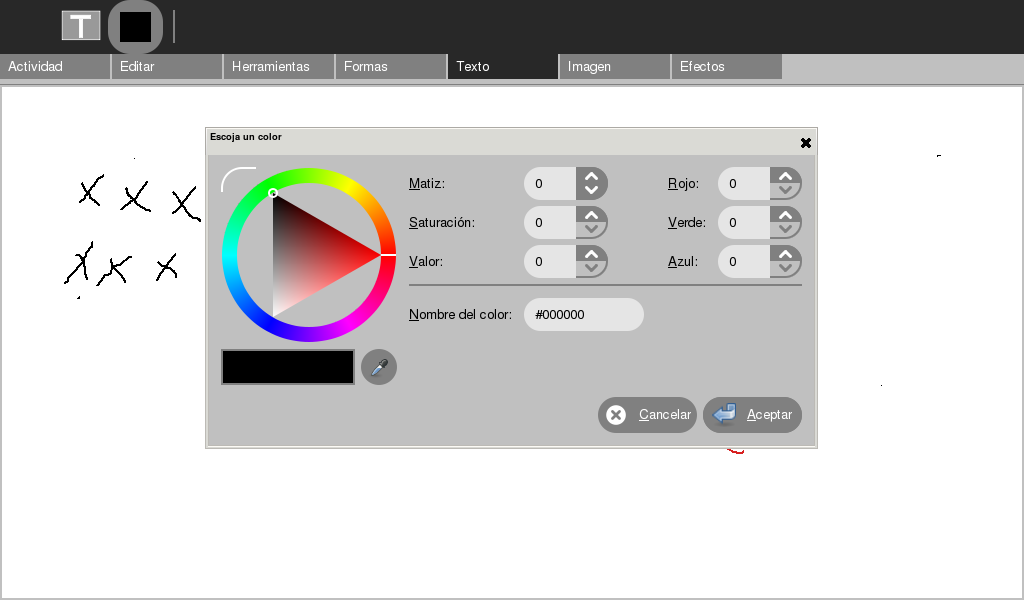 T
Actividad Editar Herramientas Formas Texto Imagen Efectos
Escoja un color
Matiz: 0 Rojo: 0
Saturación: 0 Verde: 0
Valor: 0 Azul: 0
Nombre del color: #000000
Cancelar Aceptar
x x x
x x x